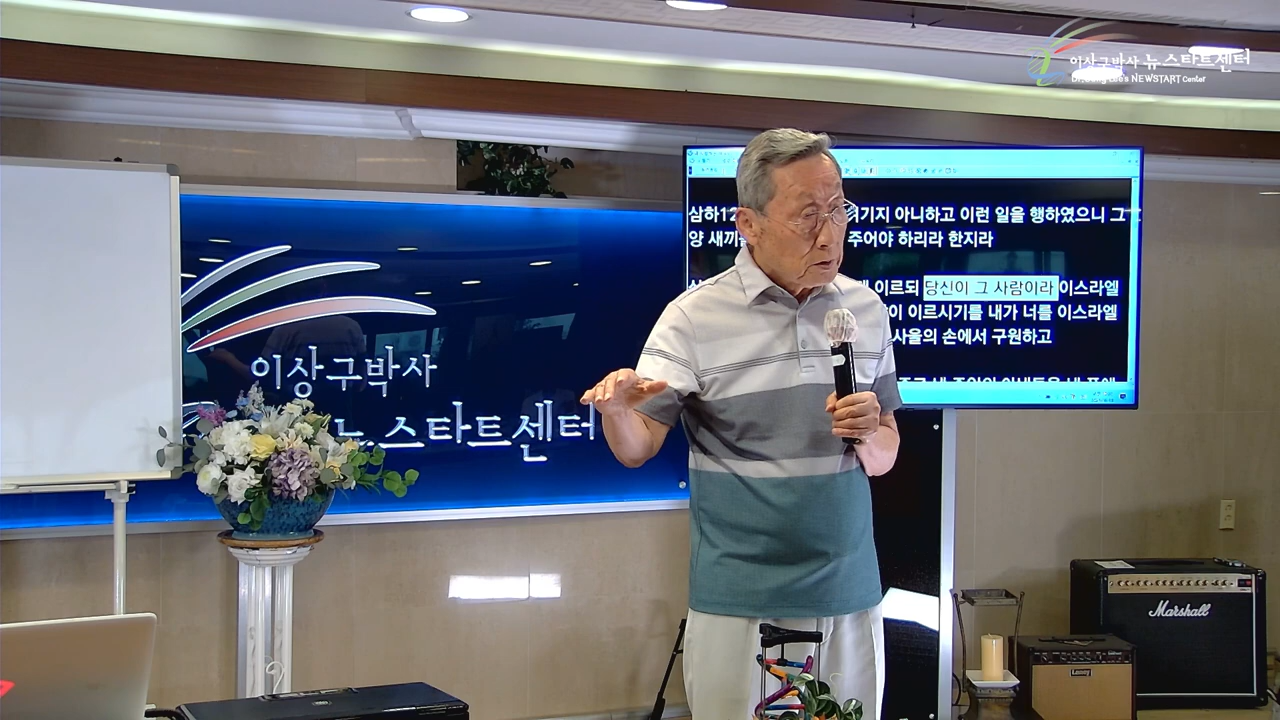 이상구박사 뉴스타트센터
NEWSTART Center
삼하12
기지 아니하고 이런 일을 행하였으니 그
양 새끼
주어야 하리라 한지라
이르되 당신이 그 사람이라 이스라엘
이 이르시기를 내가 너를 이스라엘
사울의 손에서 구원하고
이상구박사
뉴스타트센터
Marshall
Laney